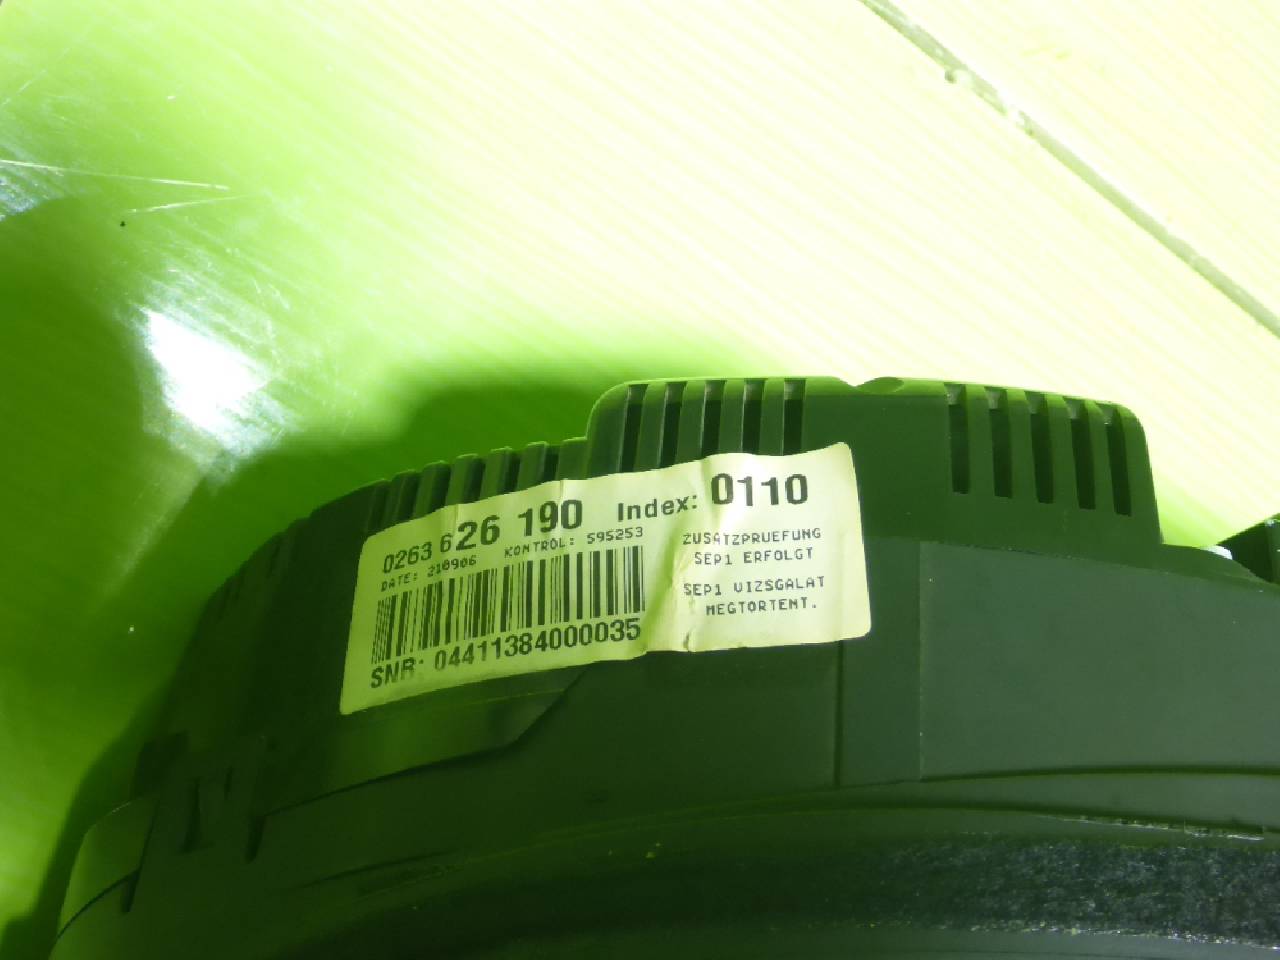 0263 626 190 Index: 0110
DATE: 210906 KONTROL: 595253
SNR: 04411384000035
ZUSATZPRUEFUNG
SEP1 ERFOLGT
SEP1 VIZSGALAT
MEGTORTENT.